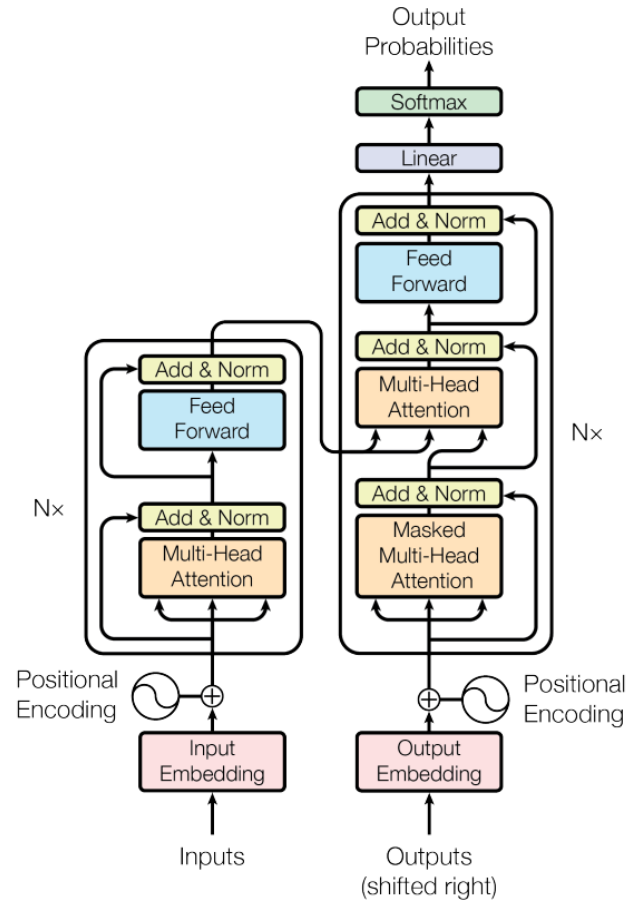 Output
Probabilities
Softmax
Linear
Add & Norm
Feed
Forward
Add & Norm
Multi-Head
Attention
Add & Norm
Masked
Multi-Head
Attention
N×
Positional
Encoding
Output
Embedding
Outputs
(shifted right)
Add & Norm
Feed
Forward
Add & Norm
Multi-Head
Attention
N×
Positional
Encoding
Input
Embedding
Inputs